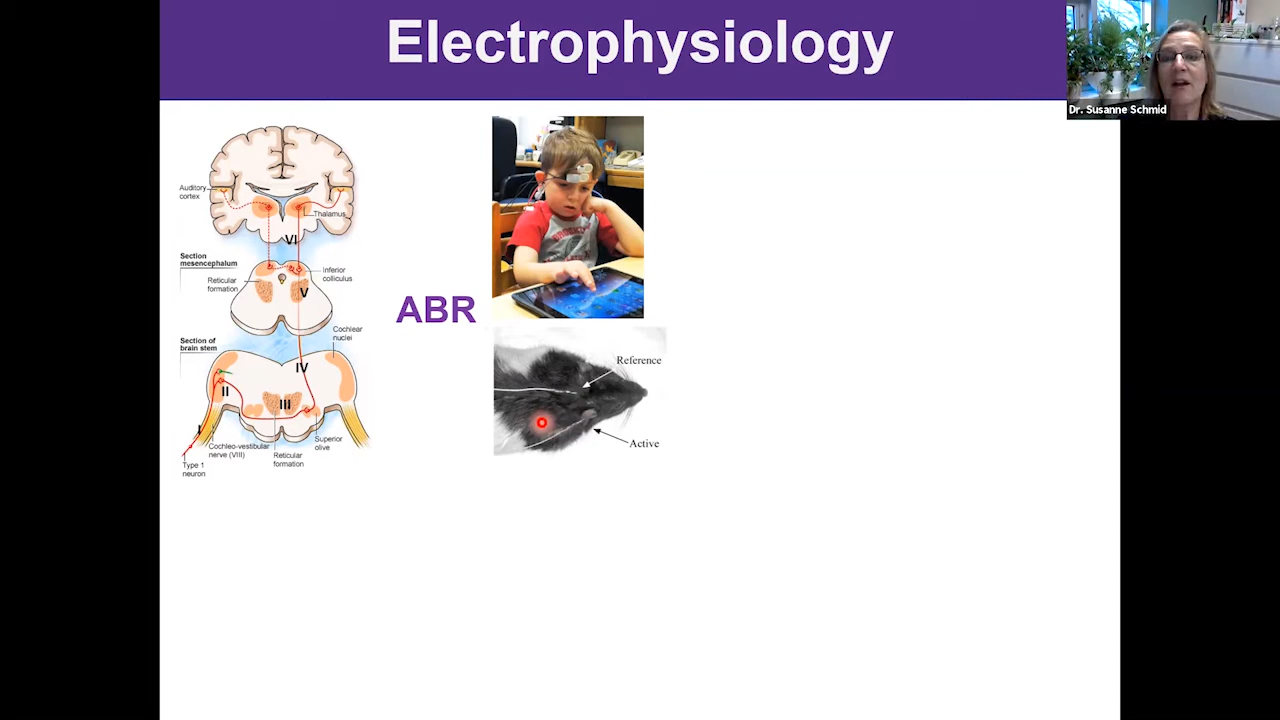 Electrophysiology
Dr. Susanne Schmid
Auditory
cortex
Thalamus
VI
Section
mesencephalum
Inferior
colliculus
Reticular
formation
V
ABR
Cochlear
nuclei
Section of
brain stem
IV
II
III
I
Superior
olive
Cochleo-vestibular
nerve (VIII)
Reticular
formation
Type 1
neuron
Reference
Active